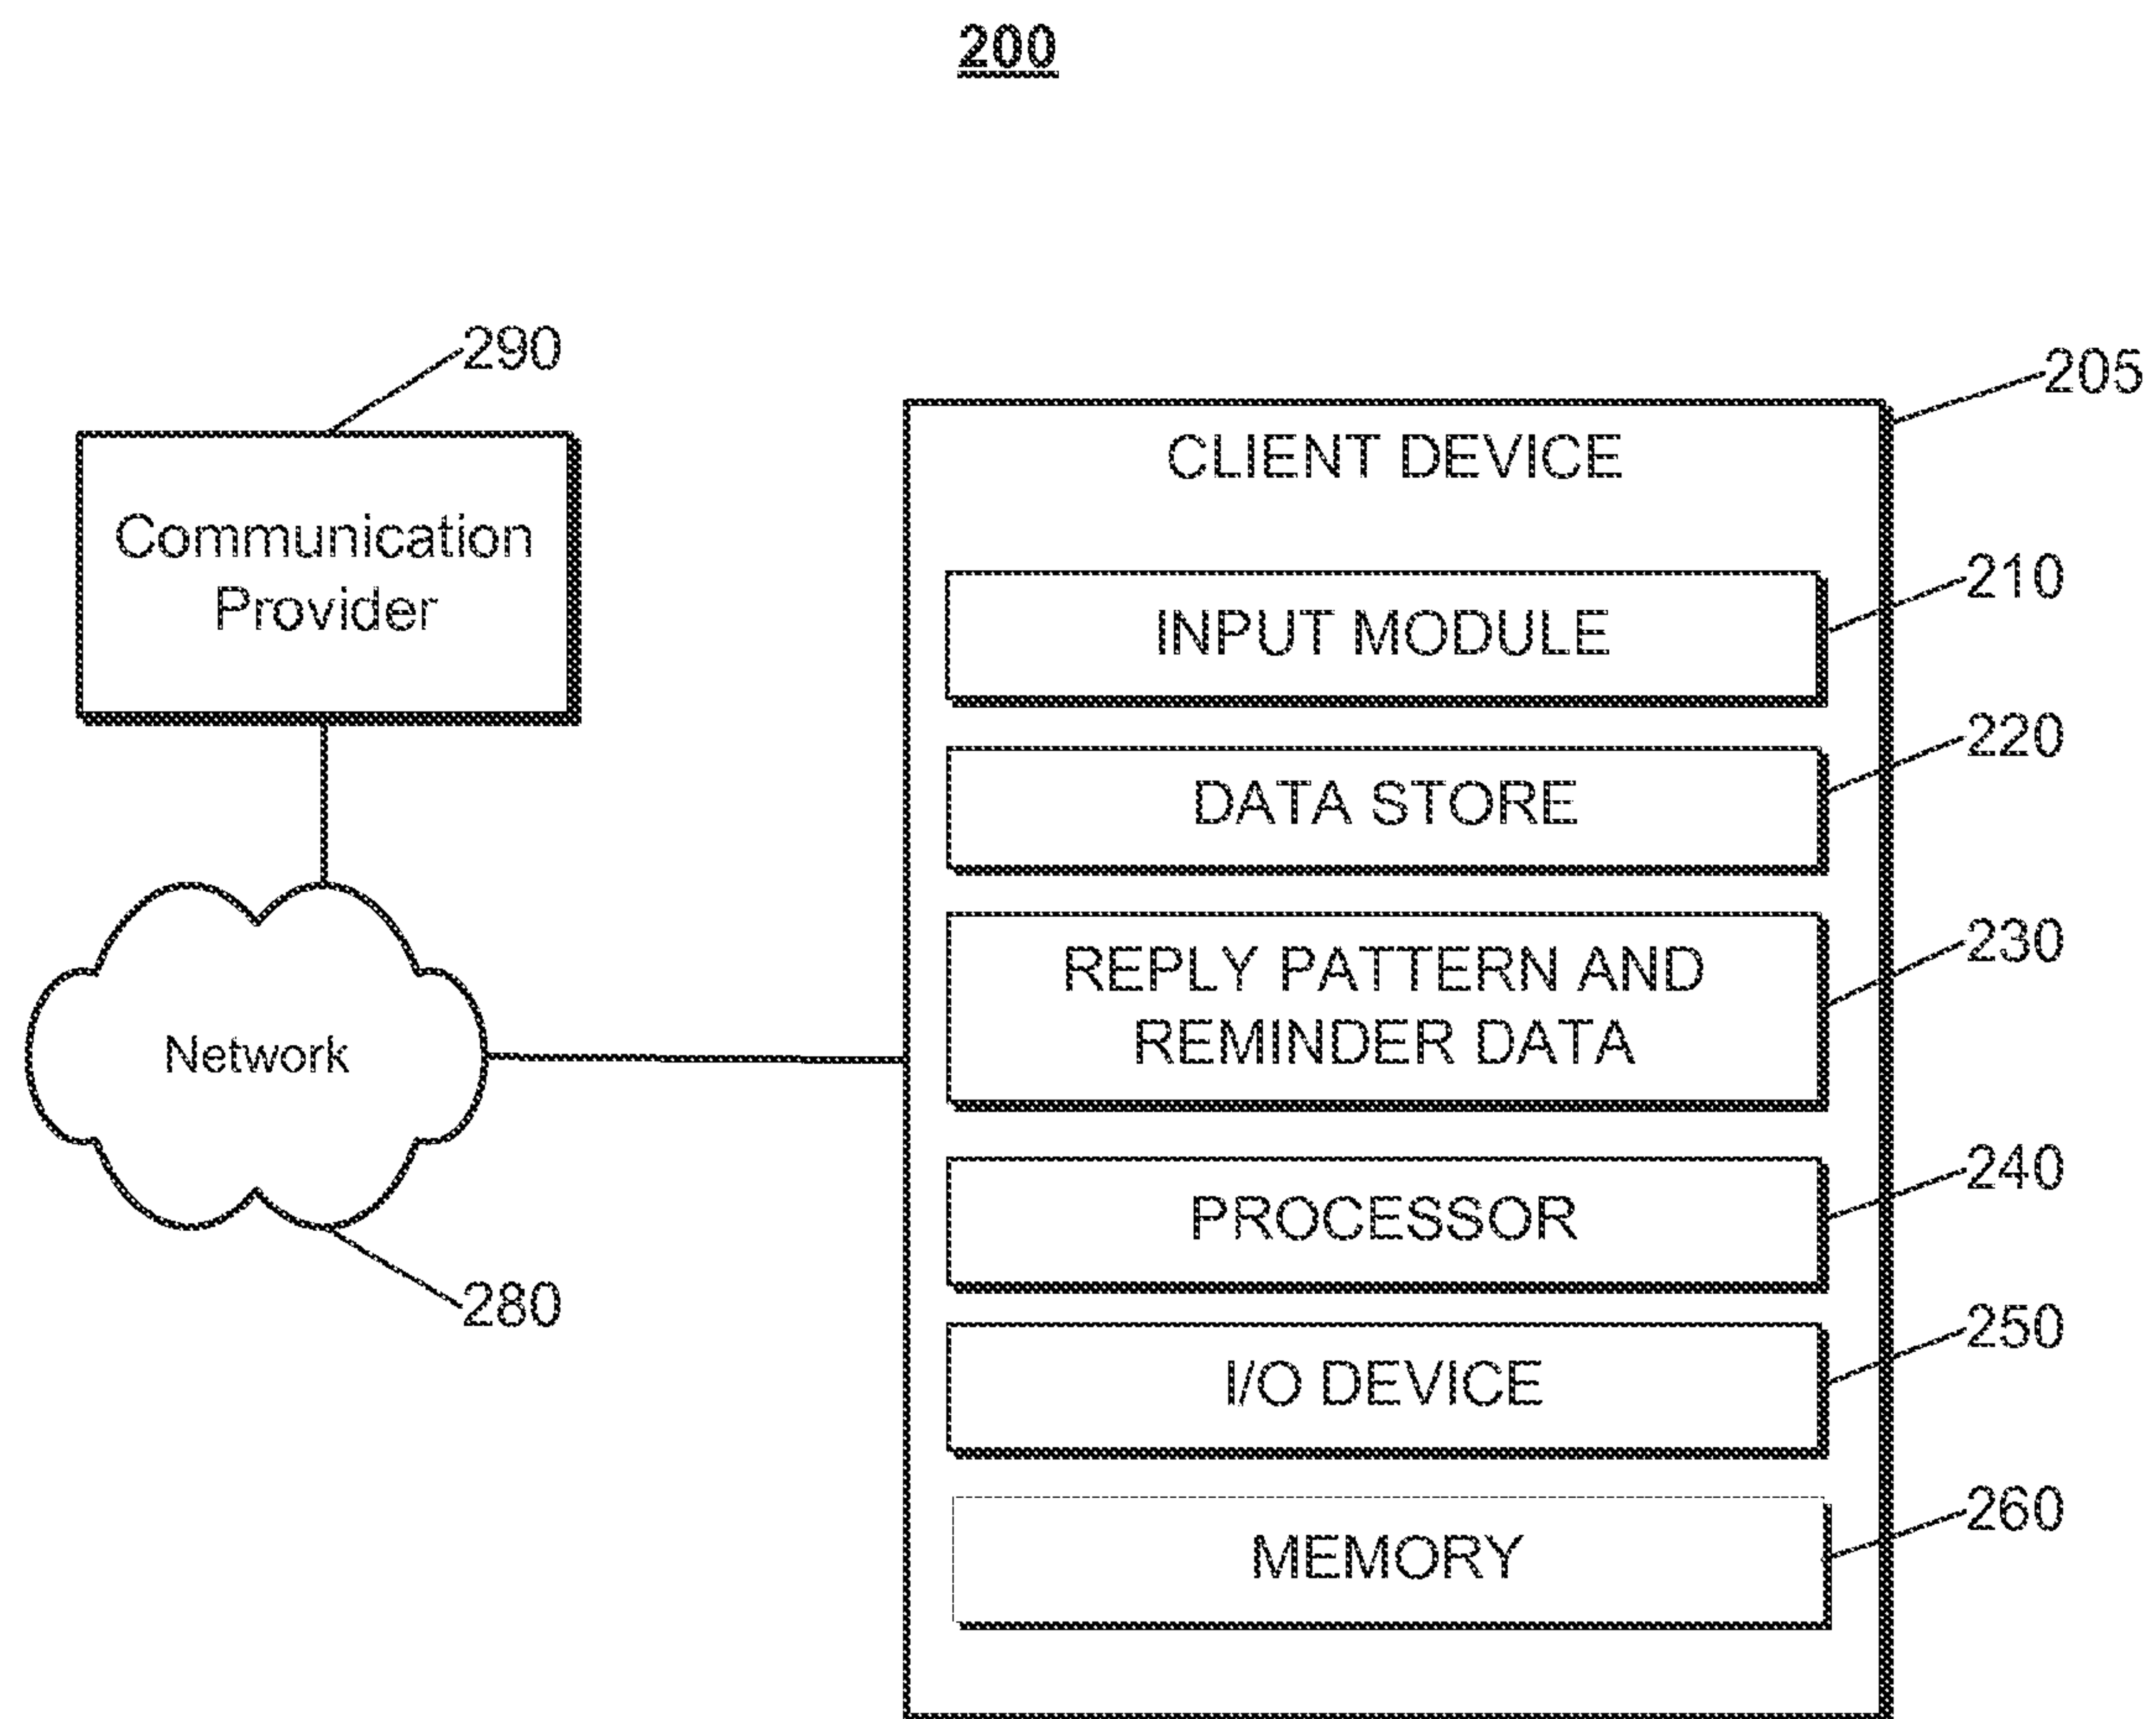 200
290
Communication
Provider
Network
280
205
CLIENT DEVICE
INPUT MODULE
210
DATA STORE
220
REPLY PATTERN AND
REMINDER DATA
230
PROCESSOR
240
I/O DEVICE
250
MEMORY
260